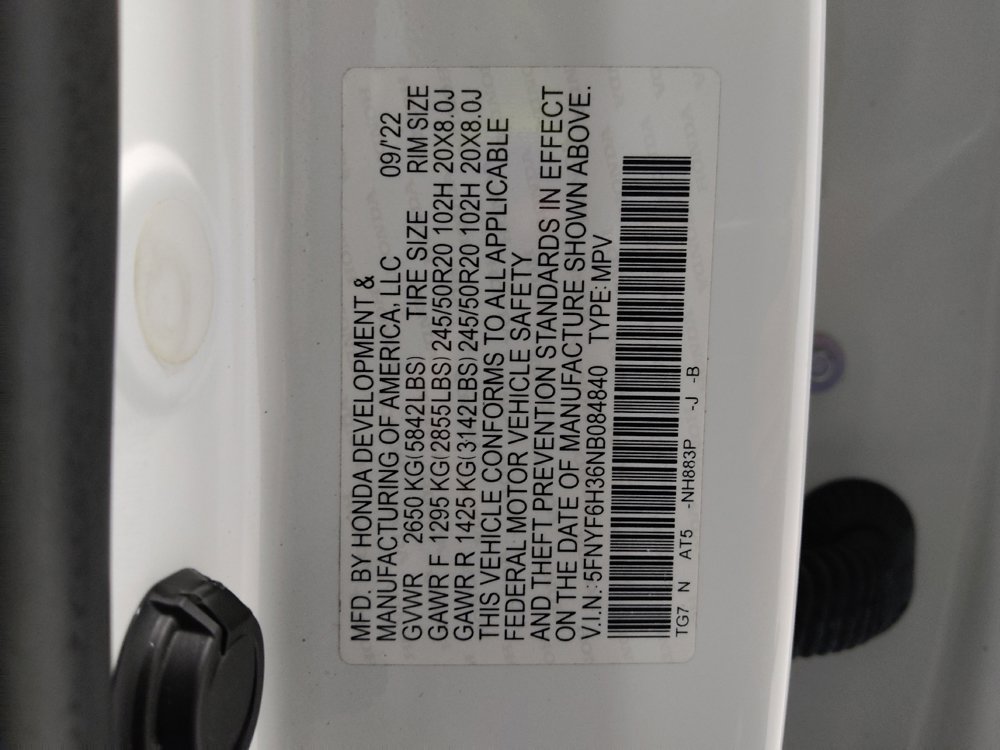 MFD. BY HONDA DEVELOPMENT &
MANUFACTURING OF AMERICA, LLC 09/'22
GVWR 2650 KG(5842LBS) TIRE SIZE RIM SIZE
GAWR F 1295 KG(2855LBS) 245/50R20 102H 20X8.0J
GAWR R 1425 KG(3142LBS) 245/50R20 102H 20X8.0J
THIS VEHICLE CONFORMS TO ALL APPLICABLE
FEDERAL MOTOR VEHICLE SAFETY
AND THEFT PREVENTION STANDARDS IN EFFECT
ON THE DATE OF MANUFACTURE SHOWN ABOVE.
V.I.N.:5FNYF6H36NB084840 TYPE:MPV
TG7 N AT5 -NH883P -J -B